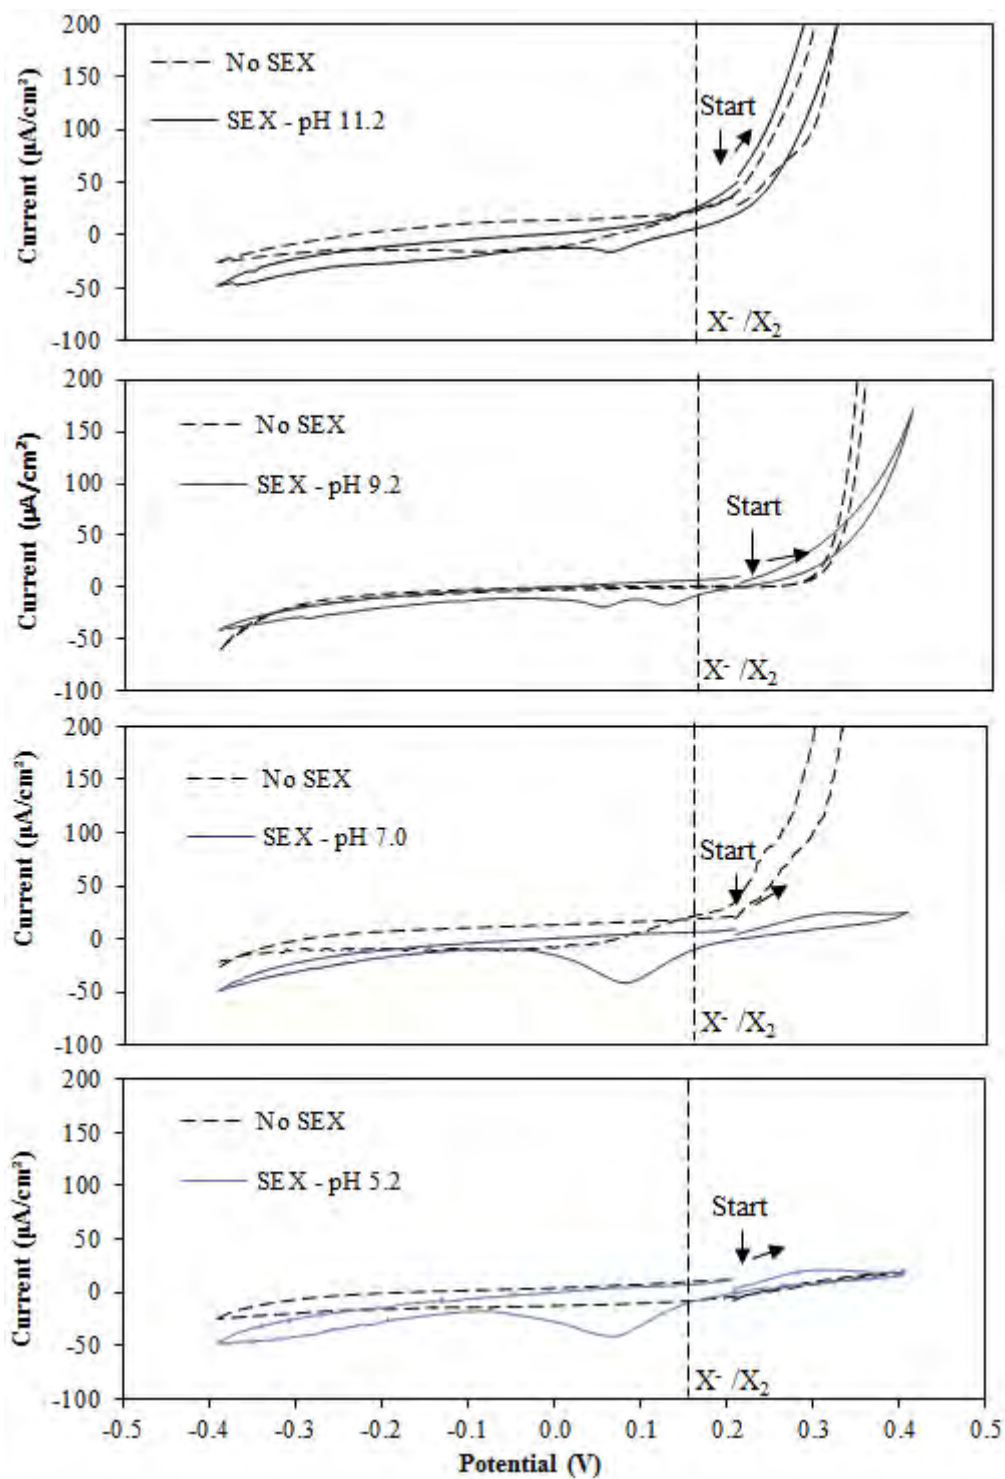 200
No SEX
150
SEX - pH 11.2
Start
100
50
0
-50
-100
X⁻ /X₂
Current (µA/cm²)
200
No SEX
150
SEX - pH 9.2
Start
100
50
0
-50
-100
X⁻ /X₂
Current (µA/cm²)
200
No SEX
150
SEX - pH 7.0
Start
100
50
0
-50
-100
X⁻ /X₂
Current (µA/cm²)
200
No SEX
150
SEX - pH 5.2
Start
100
50
0
-50
-100
X⁻ /X₂
Current (µA/cm²)
-0.5 -0.4 -0.3 -0.2 -0.1 0.0 0.1 0.2 0.3 0.4 0.5
Potential (V)